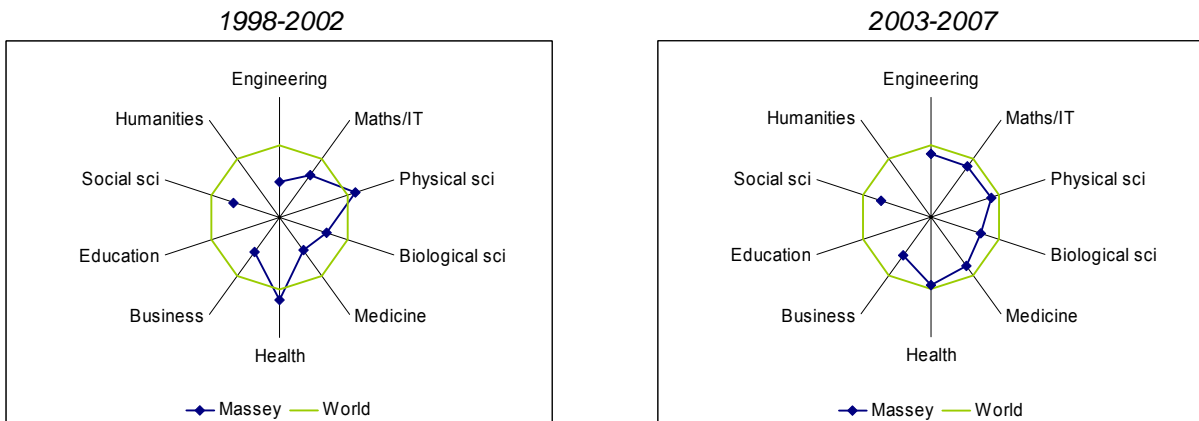 1998-2002
Engineering
Humanities
Maths/IT
Social sci
Physical sci
Education
Biological sci
Business
Medicine
Health
Massey
World
2003-2007
Engineering
Humanities
Maths/IT
Social sci
Physical sci
Education
Biological sci
Business
Medicine
Health
Massey
World